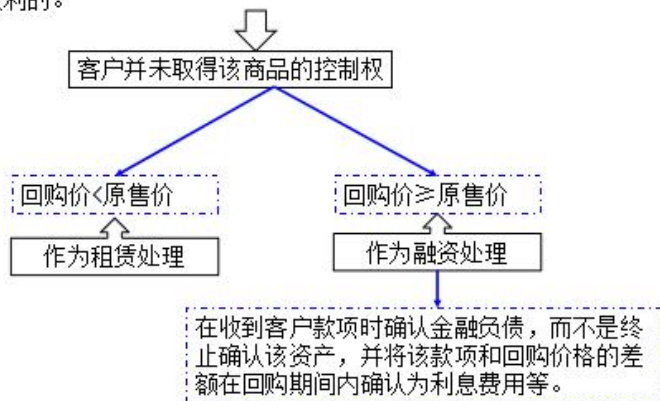 利的。
客户并未取得该商品的控制权
回购价<原售价
回购价≥原售价
作为租赁处理
作为融资处理
在收到客户款项时确认金融负债，而不是终
止确认该资产，并将该款项和回购价格的差
额在回购期间内确认为利息费用等。